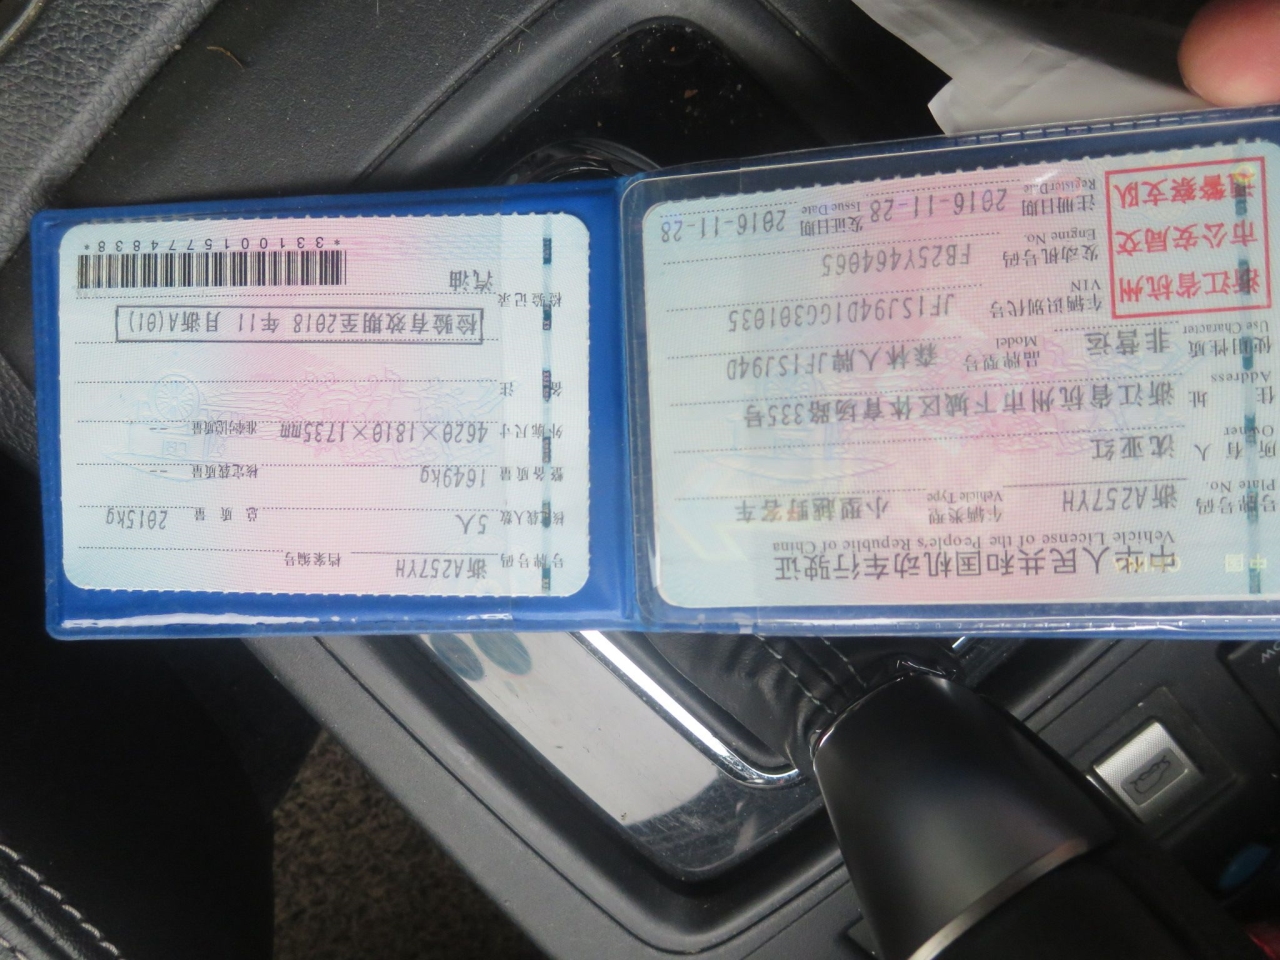 中华人民共和国机动车行驶证
Vehicle License of the People's Republic of China
号牌号码 浙A257YH 车辆类型 小型越野客车
Plate No. Vehicle Type
所有人 沈亚红
Owner
住址 浙江省杭州市下城区体育场路335号
Address
使用性质 非营运 品牌型号 森林人牌JF1SJ94D
Use Character Model
浙江省杭州
市公安局交
警察支队
车辆识别代号 JF1SJ94D1GG301035
VIN
发动机号码 FB25Y464065
Engine No.
注册日期 2016-11-28 发证日期 2016-11-28
Register Date Issue Date
号牌号码 浙A257YH 档案编号
核定载人数 5人 总质量 2015kg
整备质量 1649kg 核定载质量 --
外廓尺寸 4620×1810×1735mm 准牵引总质量 --
备注
检验有效期至2018年11月浙A(01)
检验记录
汽油
*3310015774838*